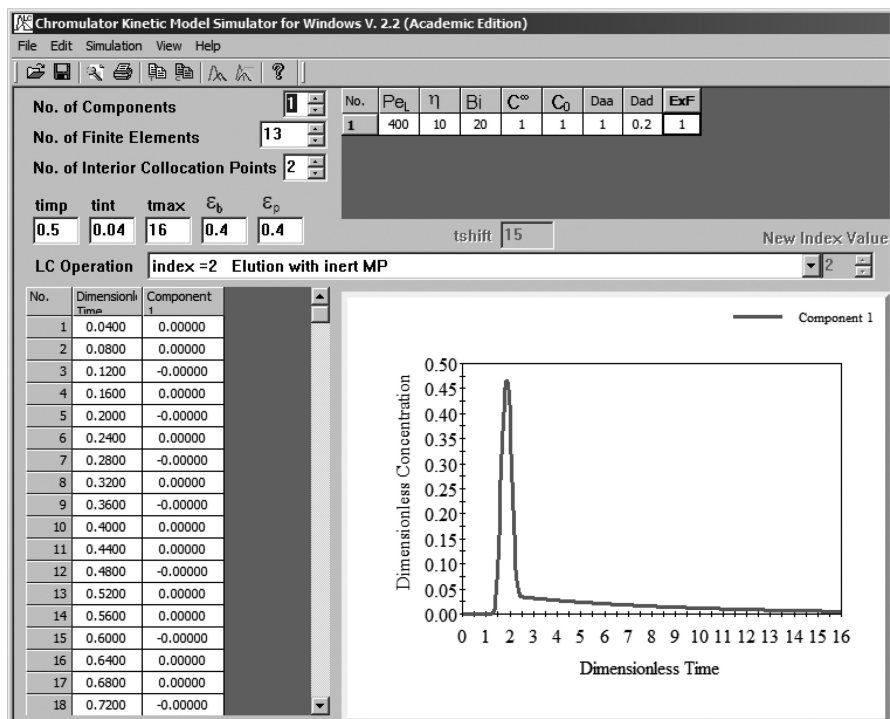 Chromulator Kinetic Model Simulator for Windows V. 2.2 (Academic Edition)
File Edit Simulation View Help
No. of Components 1
No. of Finite Elements 13
No. of Interior Collocation Points 2
timp tint tmax εb εp
0.5 0.04 16 0.4 0.4
No. PeL η Bi C∞ C0 Daa Dad ExF
1 400 10 20 1 1 1 0.2 1
tshift 15
New Index Value
LC Operation index =2 Elution with inert MP 2
No. Dimensionl Component
Time 1
1 0.0400 0.00000
2 0.0800 0.00000
3 0.1200 -0.00000
4 0.1600 0.00000
5 0.2000 -0.00000
6 0.2400 0.00000
7 0.2800 -0.00000
8 0.3200 0.00000
9 0.3600 -0.00000
10 0.4000 0.00000
11 0.4400 0.00000
12 0.4800 -0.00000
13 0.5200 0.00000
14 0.5600 0.00000
15 0.6000 -0.00000
16 0.6400 0.00000
17 0.6800 0.00000
18 0.7200 -0.00000
Component 1
Dimensionless Concentration
0.50
0.45
0.40
0.35
0.30
0.25
0.20
0.15
0.10
0.05
0.00
0 1 2 3 4 5 6 7 8 9 10 11 12 13 14 15 16
Dimensionless Time